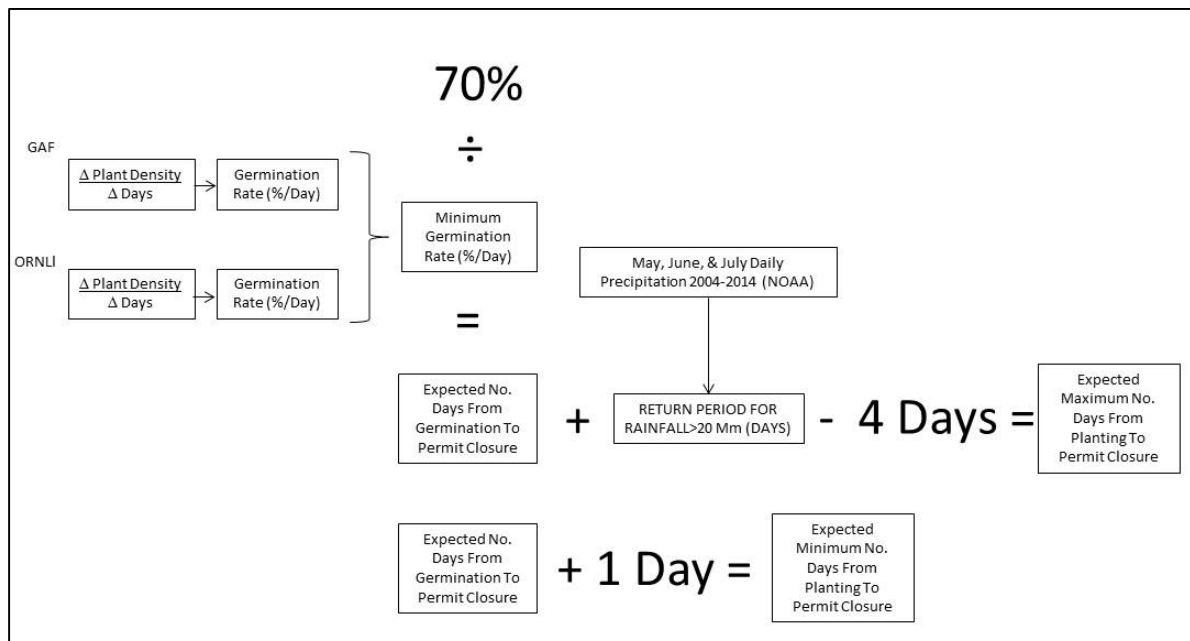 70%
÷
GAF
Δ Plant Density
Δ Days
Germination
Rate (%/Day)
Minimum
Germination
Rate (%/Day)
ORNLI
Δ Plant Density
Δ Days
Germination
Rate (%/Day)
May, June, & July Daily
Precipitation 2004-2014 (NOAA)
=
Expected No.
Days From
Germination To
Permit Closure
+
RETURN PERIOD FOR
RAINFALL>20 Mm (DAYS)
- 4 Days =
Expected
Maximum No.
Days From
Planting To
Permit Closure
Expected No.
Days From
Germination To
Permit Closure
+ 1 Day =
Expected
Minimum No.
Days From
Planting To
Permit Closure